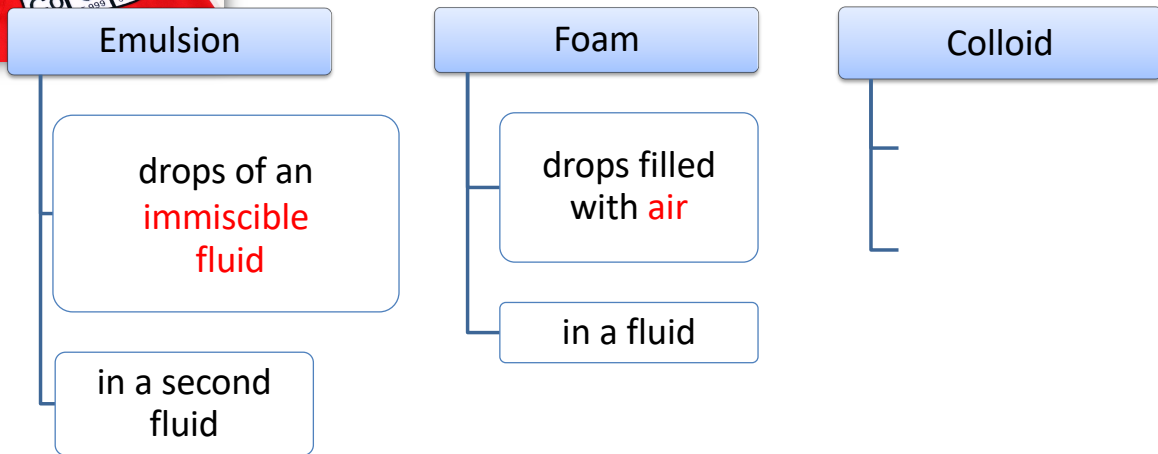 Emulsion
drops of an
immiscible
fluid
in a second
fluid
Foam
drops filled
with air
in a fluid
Colloid